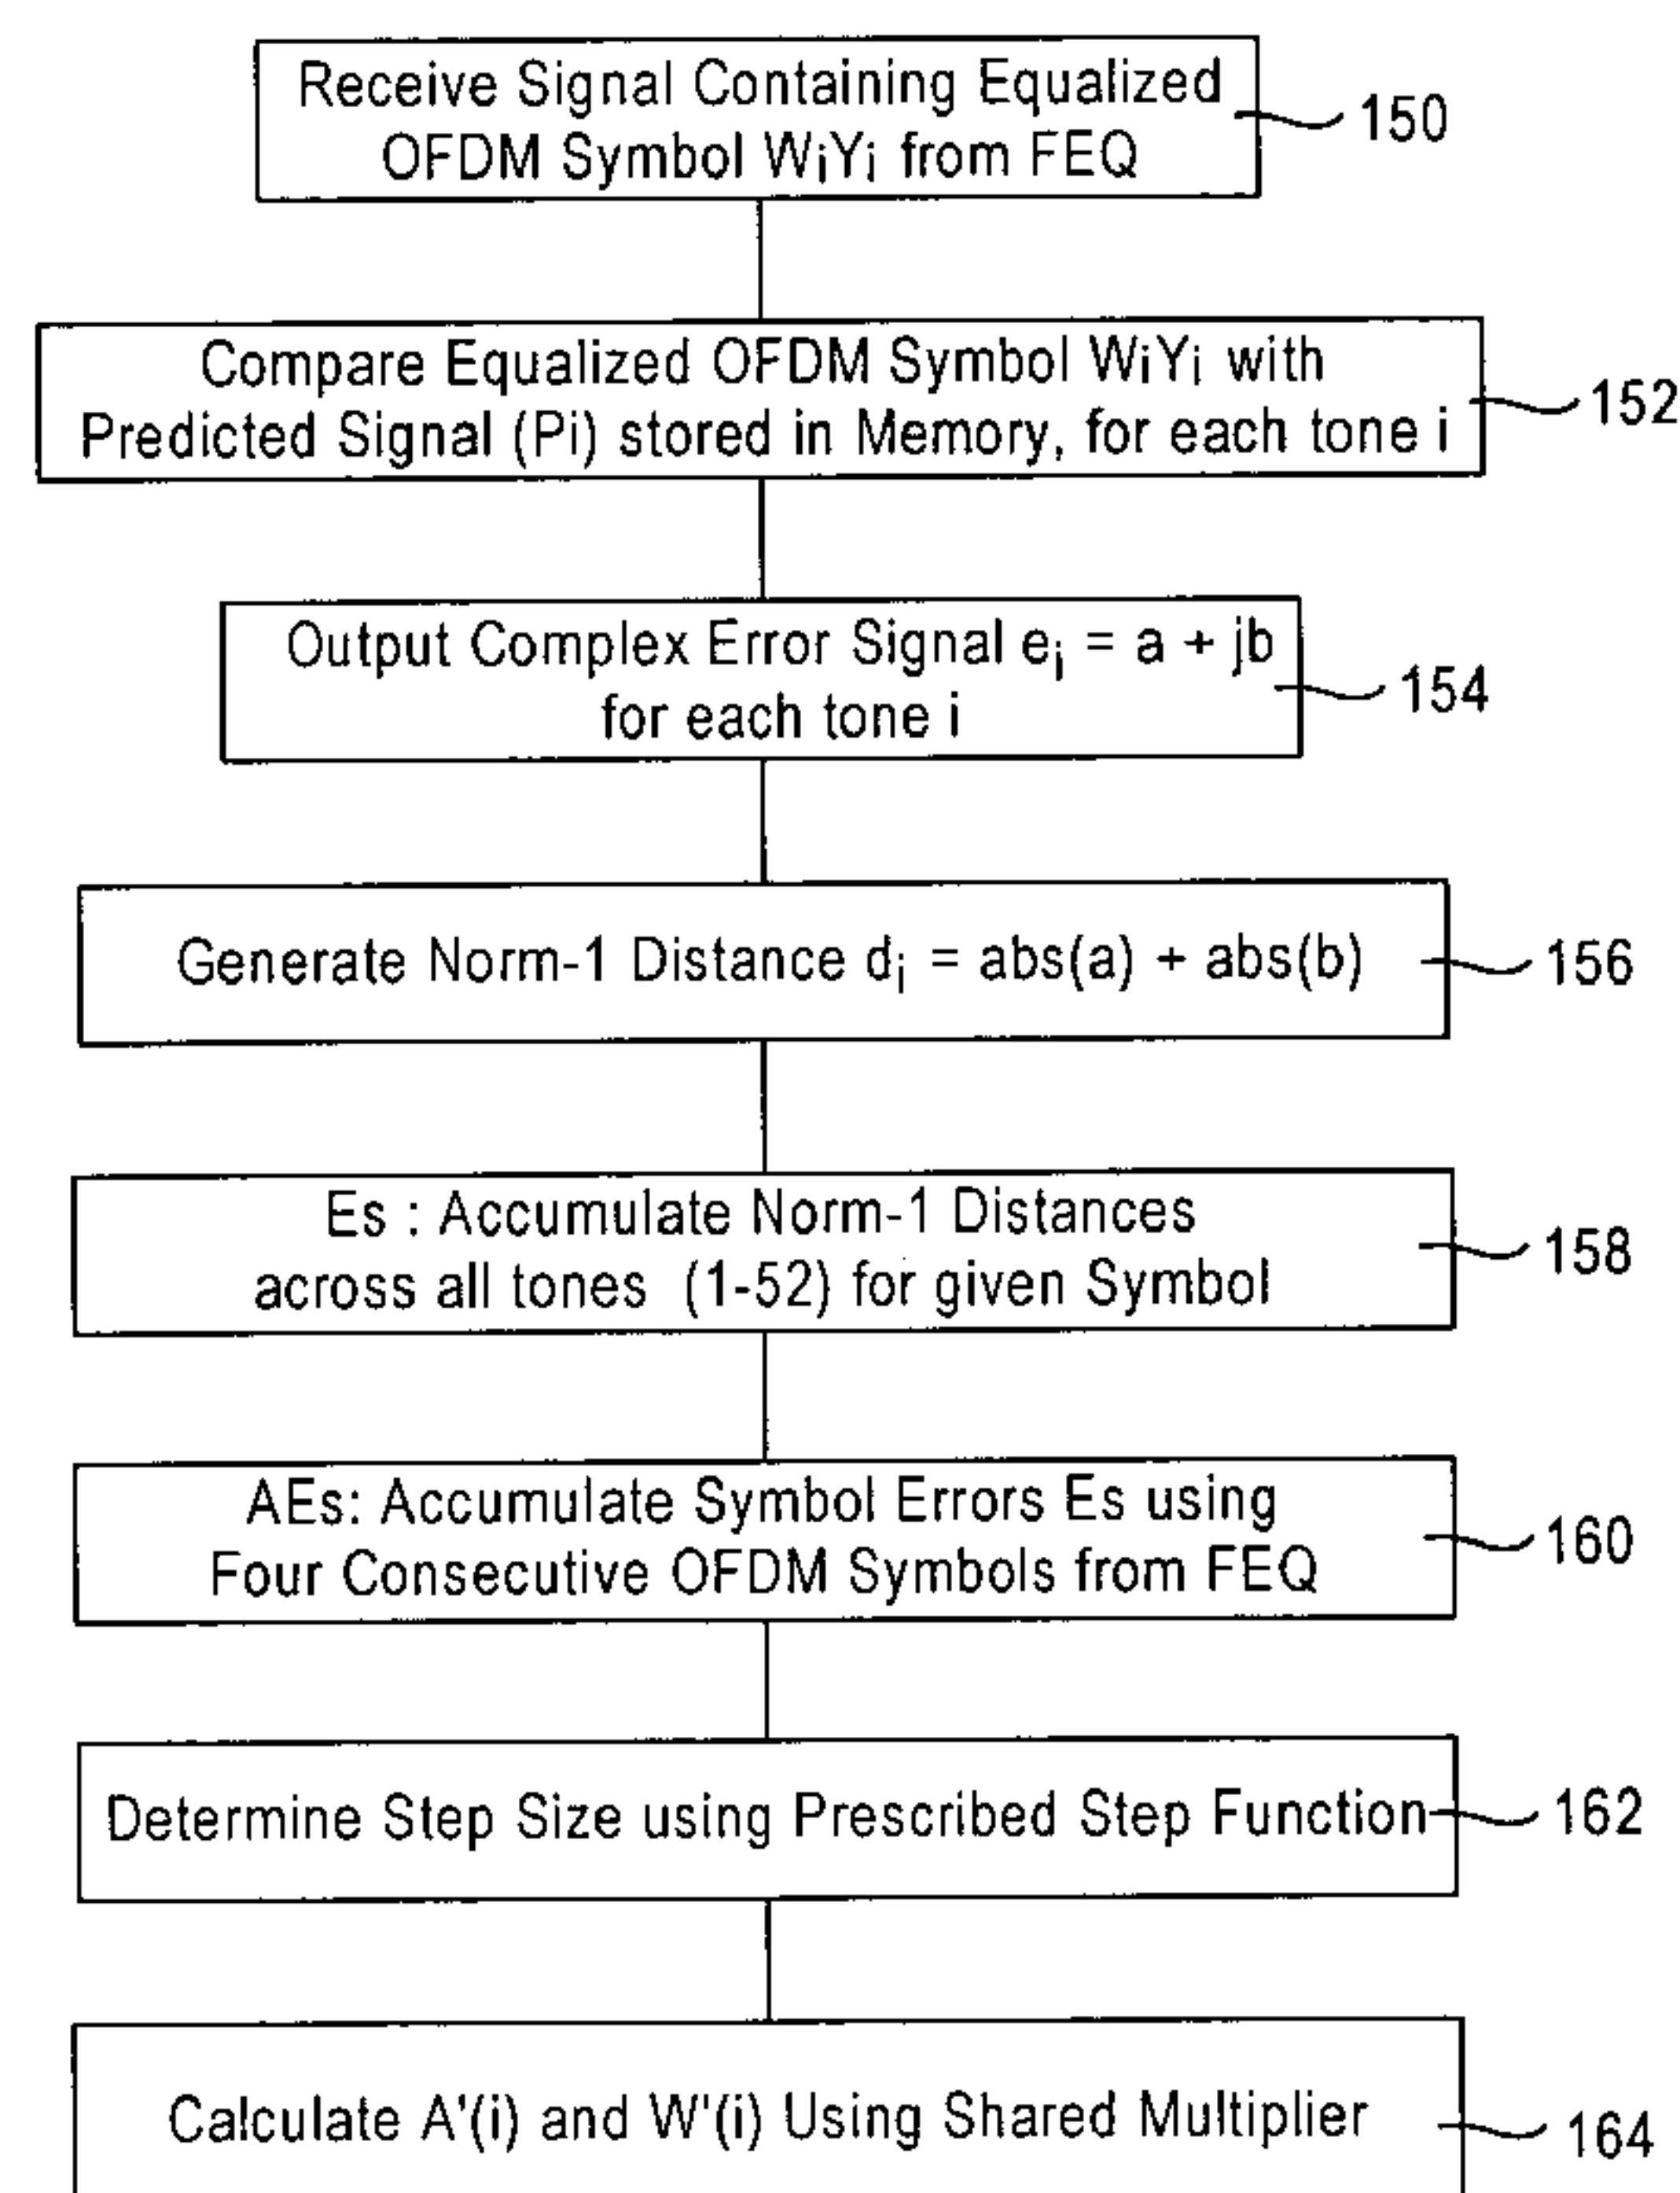 Receive Signal Containing Equalized
OFDM Symbol WiYi from FEQ
150
Compare Equalized OFDM Symbol WiYi with
Predicted Signal (Pi) stored in Memory, for each tone i
152
Output Complex Error Signal ei = a + jb
for each tone i
154
Generate Norm-1 Distance di = abs(a) + abs(b)
156
Es : Accumulate Norm-1 Distances
across all tones (1-52) for given Symbol
158
AEs: Accumulate Symbol Errors Es using
Four Consecutive OFDM Symbols from FEQ
160
Determine Step Size using Prescribed Step Function
162
Calculate A'(i) and W'(i) Using Shared Multiplier
164